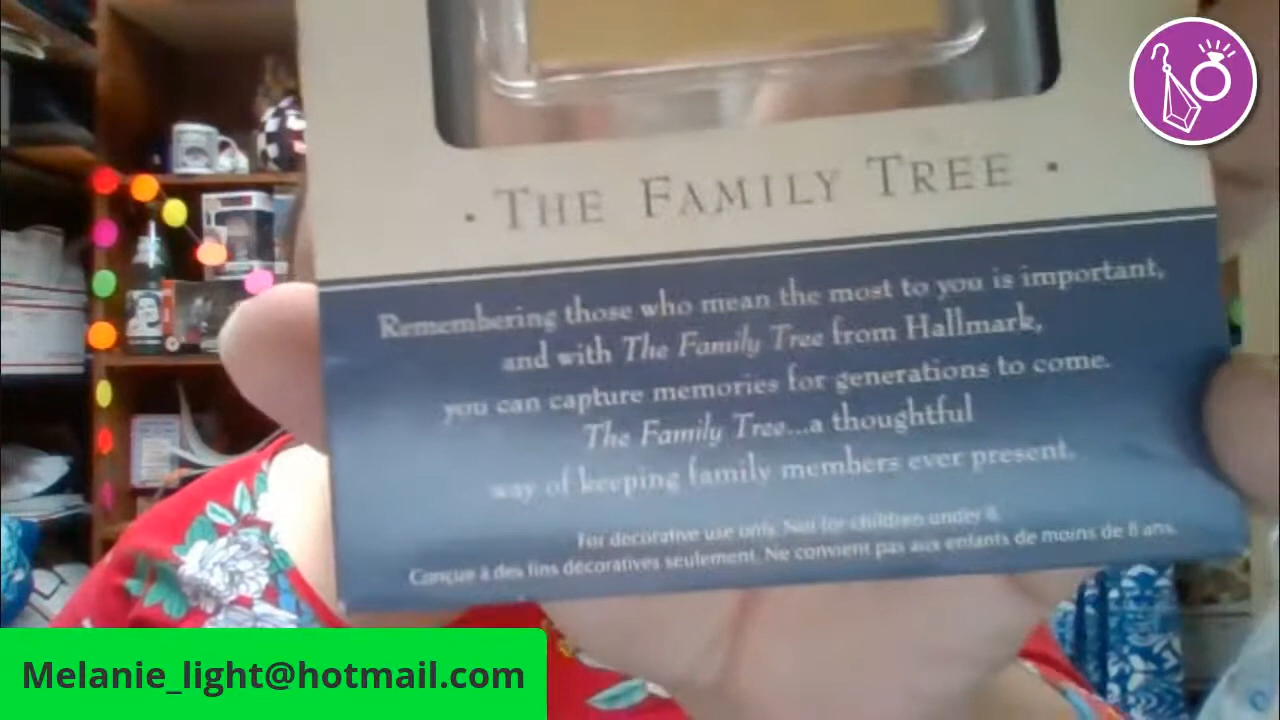 · THE FAMILY TREE ·
Remembering those who mean the most to you is important,
and with The Family Tree from Hallmark,
you can capture memories for generations to come.
The Family Tree...a thoughtful
way of keeping family members ever present.
For decorative use only. Not for children under 8.
Conçue à des fins décoratives seulement. Ne convient pas aux enfants de moins de 8 ans.
Melanie_light@hotmail.com